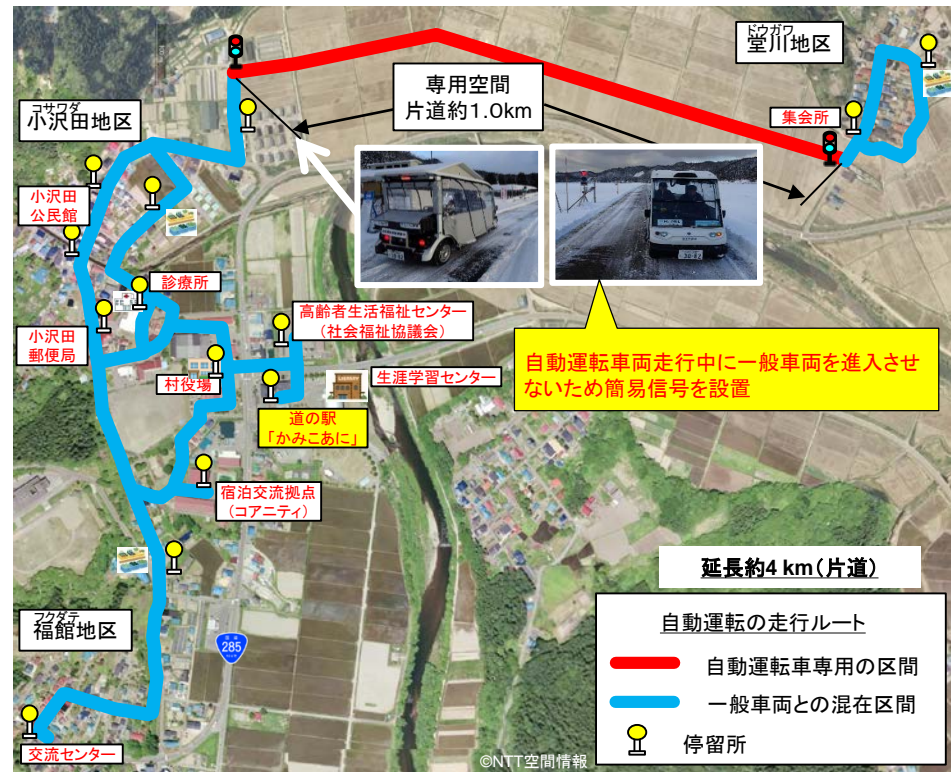 ドウガワ
堂川地区
専用空間
片道約1.0km
コサワダ
小沢田地区
集会所
小沢田
公民館
診療所
高齢者生活福祉センター
(社会福祉協議会)
小沢田
郵便局
自動運転車両走行中に一般車両を進入させ
ないため簡易信号を設置
村役場
生涯学習センター
道の駅
「かみこあに」
宿泊交流拠点
(コアニティ)
延長約4 km(片道)
フクダテ
福館地区
285
自動運転の走行ルート
自動運転車専用の区間
一般車両との混在区間
停留所
交流センター
©NTT空間情報